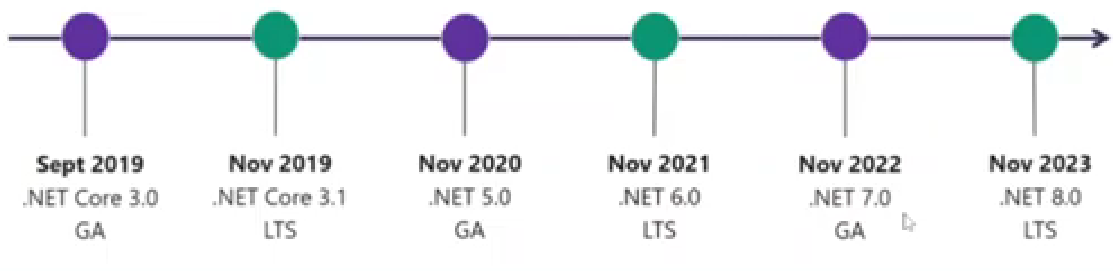 Sept 2019
.NET Core 3.0
GA
Nov 2019
.NET Core 3.1
LTS
Nov 2020
.NET 5.0
GA
Nov 2021
.NET 6.0
LTS
Nov 2022
.NET 7.0
GA
Nov 2023
.NET 8.0
LTS